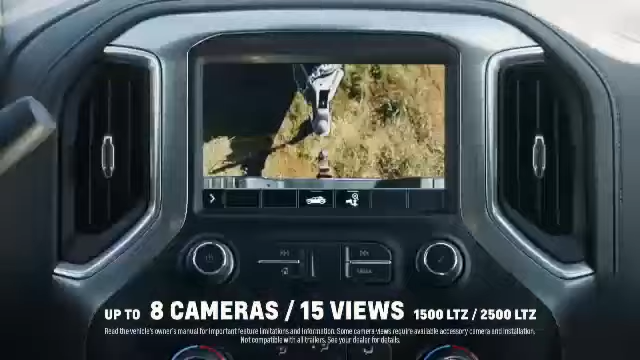 UP TO 8 CAMERAS / 15 VIEWS 1500 LTZ / 2500 LTZ
Read the vehicle's owner's manual for important feature limitations and information. Some camera views require available accessory camera and installation.
Not compatible with all trailers. See your dealer for details.